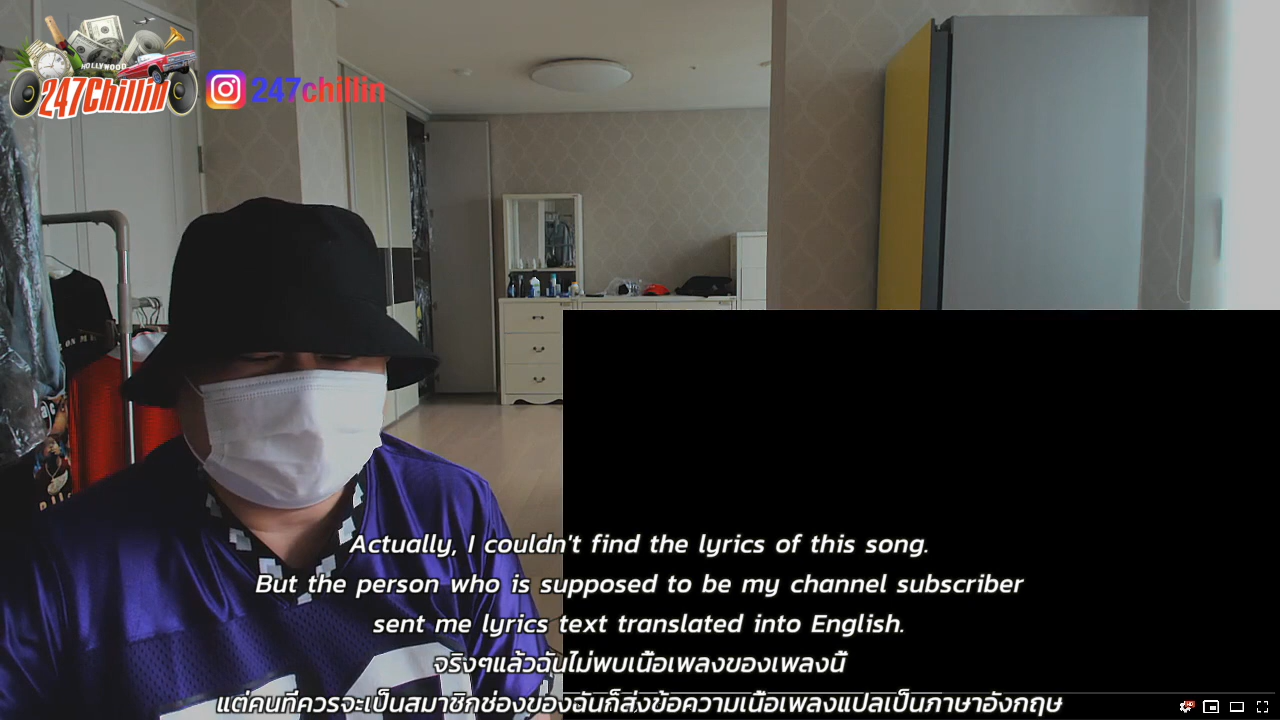 HOLLYWOOD
247Chillin
247chillin
Actually, I couldn't find the lyrics of this song.
But the person who is supposed to be my channel subscriber
sent me lyrics text translated into English.
จริงๆแล้วฉันไม่พบเนื้อเพลงของเพลงนี้
แต่คนที่ควรจะเป็นสมาชิกช่องของฉันก็ส่งข้อความเนื้อเพลงแปลเป็นภาษาอังกฤษ
HD